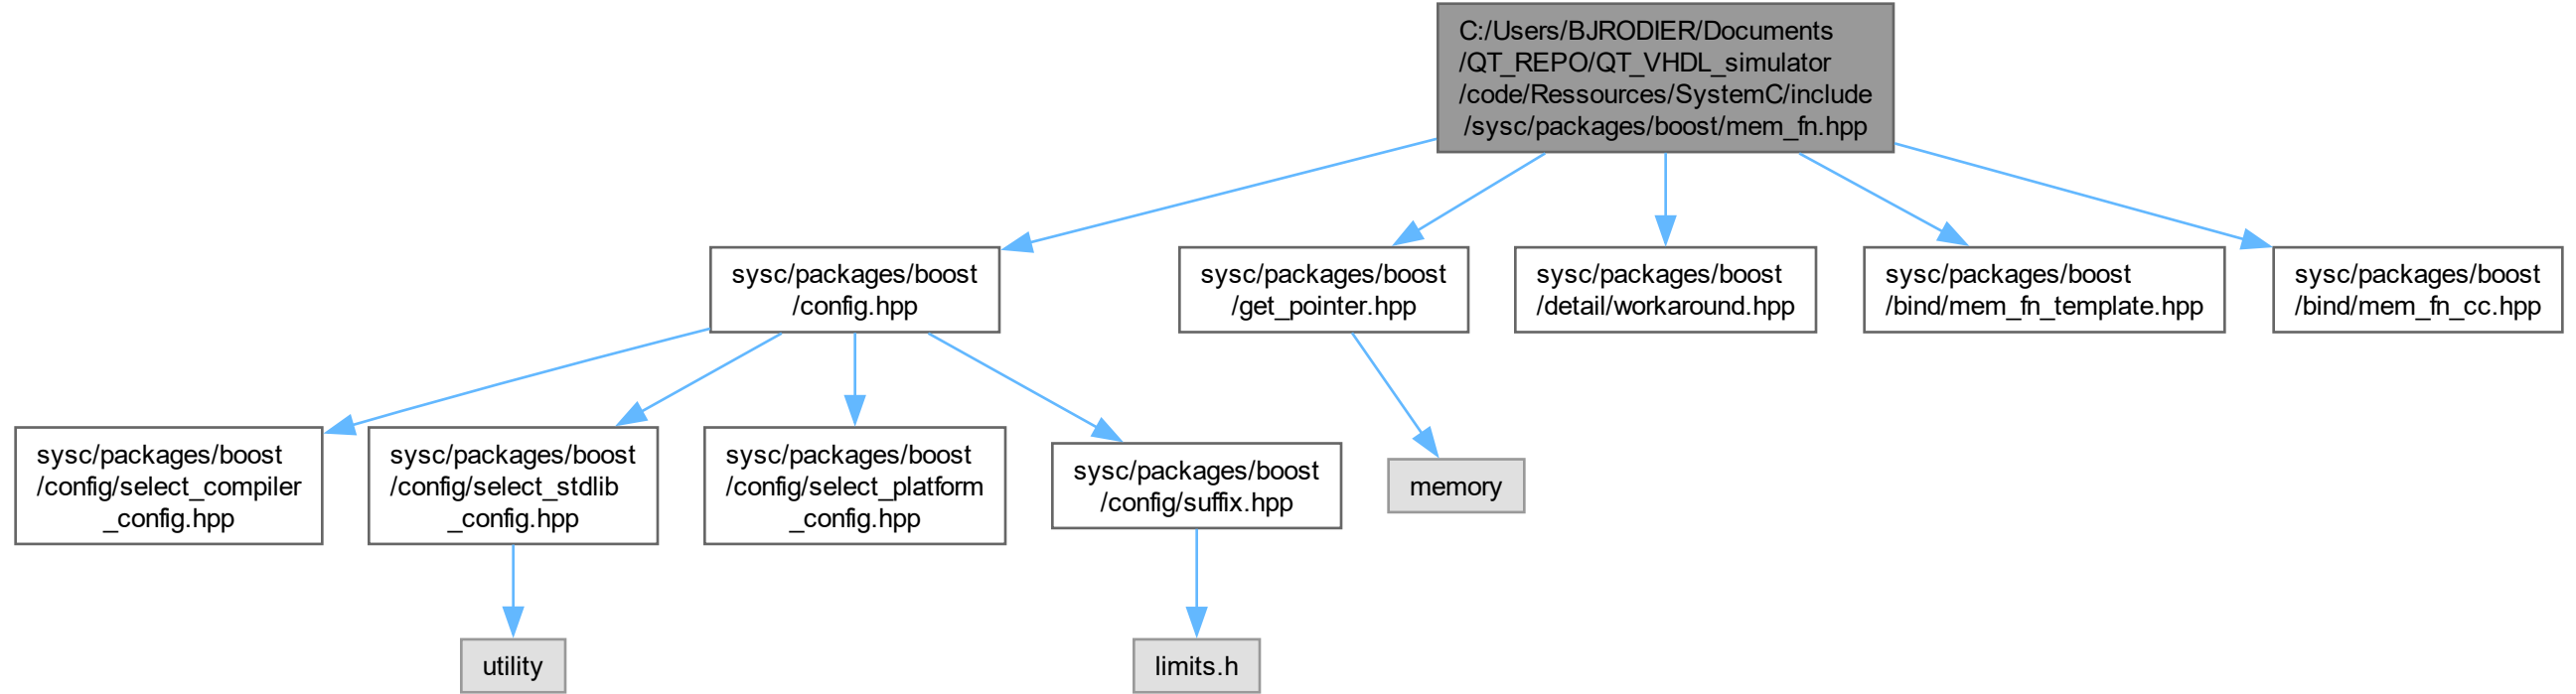 C:/Users/BJRODIER/Documents
/QT_REPO/QT_VHDL_simulator
/code/Ressources/SystemC/include
/sysc/packages/boost/mem_fn.hpp
sysc/packages/boost
/config.hpp
sysc/packages/boost
/get_pointer.hpp
sysc/packages/boost
/detail/workaround.hpp
sysc/packages/boost
/bind/mem_fn_template.hpp
sysc/packages/boost
/bind/mem_fn_cc.hpp
sysc/packages/boost
/config/select_compiler
_config.hpp
sysc/packages/boost
/config/select_stdlib
_config.hpp
sysc/packages/boost
/config/select_platform
_config.hpp
sysc/packages/boost
/config/suffix.hpp
memory
utility
limits.h